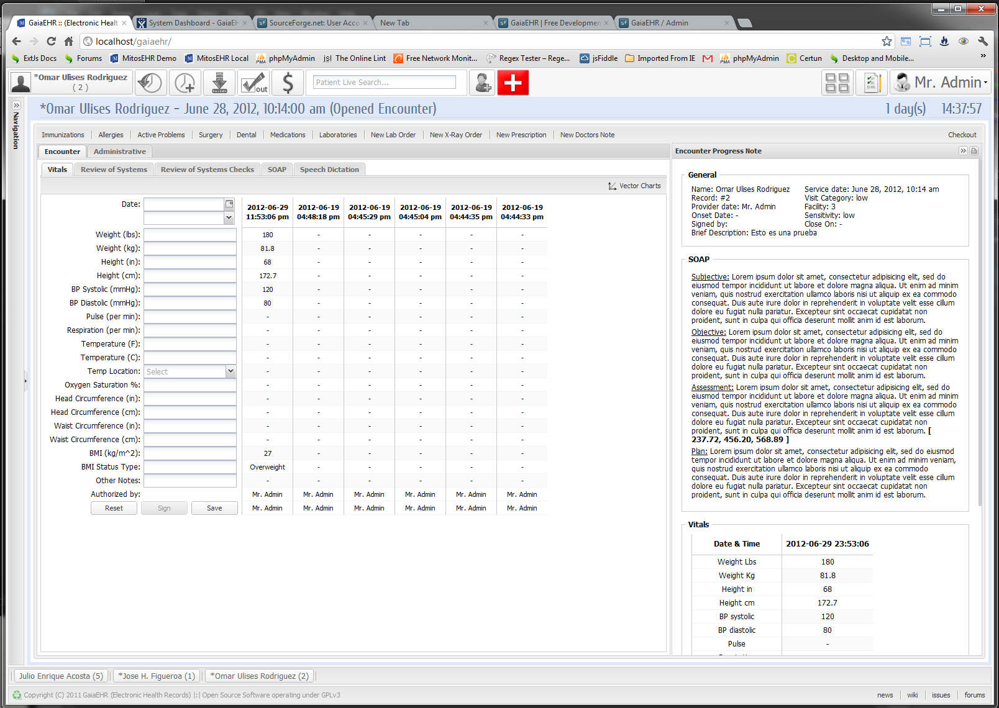 GaiaEHR :: (Electronic Healt
System Dashboard - GaiaEH
SourceForge.net: User Acco
New Tab
GaiaEHR | Free Developmen
GaiaEHR / Admin
localhost/gaiaehr/
ExtJs Docs
Forums
MitosEHR Demo
MitosEHR Local
phpMyAdmin
js| The Online Lint
Free Network Monit...
Regex Tester – Rege...
jsFiddle
Imported From IE
phpMyAdmin
Certun
Desktop and Mobile...
*Omar Ulises Rodriguez
( 2 )
out
Patient Live Search...
Mr. Admin
Navigation
*Omar Ulises Rodriguez - June 28, 2012, 10:14:00 am (Opened Encounter)
1 day(s) 14:37:57
Immunizations
Allergies
Active Problems
Surgery
Dental
Medications
Laboratories
New Lab Order
New X-Ray Order
New Prescription
New Doctors Note
Checkout
Encounter
Administrative
Vitals
Review of Systems
Review of Systems Checks
SOAP
Speech Dictation
Vector Charts
Date:
2012-06-29 11:53:06 pm
2012-06-19 04:48:18 pm
2012-06-19 04:45:29 pm
2012-06-19 04:45:04 pm
2012-06-19 04:44:35 pm
2012-06-19 04:44:33 pm
Weight (lbs): 180 - - - - -
Weight (kg): 81.8 - - - - -
Height (in): 68 - - - - -
Height (cm): 172.7 - - - - -
BP Systolic (mmHg): 120 - - - - -
BP Diastolic (mmHg): 80 - - - - -
Pulse (per min): - - - - - -
Respiration (per min): - - - - - -
Temperature (F): - - - - - -
Temperature (C): - - - - - -
Temp Location: Select - - - - - -
Oxygen Saturation %: - - - - - -
Head Circumference (in): - - - - - -
Head Circumference (cm): - - - - - -
Waist Circumference (in): - - - - - -
Waist Circumference (cm): - - - - - -
BMI (kg/m^2): 27 - - - - -
BMI Status Type: Overweight - - - - -
Other Notes: - - - - - -
Authorized by: Mr. Admin Mr. Admin Mr. Admin Mr. Admin Mr. Admin Mr. Admin
Reset Sign Save Mr. Admin Mr. Admin Mr. Admin Mr. Admin Mr. Admin Mr. Admin
Encounter Progress Note
General
Name: Omar Ulises Rodriguez
Service date: June 28, 2012, 10:14 am
Record: #2
Visit Category: low
Provider date: Mr. Admin
Facility: 3
Onset Date: -
Sensitivity: low
Signed by:
Close On: -
Brief Description: Esto es una prueba
SOAP
Subjective: Lorem ipsum dolor sit amet, consectetur adipisicing elit, sed do
eiusmod tempor incididunt ut labore et dolore magna aliqua. Ut enim ad minim
veniam, quis nostrud exercitation ullamco laboris nisi ut aliquip ex ea commodo
consequat. Duis aute irure dolor in reprehenderit in voluptate velit esse cillum
dolore eu fugiat nulla pariatur. Excepteur sint occaecat cupidatat non
proident, sunt in culpa qui officia deserunt mollit anim id est laborum.
Objective: Lorem ipsum dolor sit amet, consectetur adipisicing elit, sed do
eiusmod tempor incididunt ut labore et dolore magna aliqua. Ut enim ad minim
veniam, quis nostrud exercitation ullamco laboris nisi ut aliquip ex ea commodo
consequat. Duis aute irure dolor in reprehenderit in voluptate velit esse cillum
dolore eu fugiat nulla pariatur. Excepteur sint occaecat cupidatat non
proident, sunt in culpa qui officia deserunt mollit anim id est laborum.
Assessment: Lorem ipsum dolor sit amet, consectetur adipisicing elit, sed do
eiusmod tempor incididunt ut labore et dolore magna aliqua. Ut enim ad minim
veniam, quis nostrud exercitation ullamco laboris nisi ut aliquip ex ea commodo
consequat. Duis aute irure dolor in reprehenderit in voluptate velit esse cillum
dolore eu fugiat nulla pariatur. Excepteur sint occaecat cupidatat non
proident, sunt in culpa qui officia deserunt mollit anim id est laborum. [
237.72, 456.20, 568.89 ]
Plan: Lorem ipsum dolor sit amet, consectetur adipisicing elit, sed do eiusmod
tempor incididunt ut labore et dolore magna aliqua. Ut enim ad minim veniam,
quis nostrud exercitation ullamco laboris nisi ut aliquip ex ea commodo
consequat. Duis aute irure dolor in reprehenderit in voluptate velit esse cillum
dolore eu fugiat nulla pariatur. Excepteur sint occaecat cupidatat non
proident, sunt in culpa qui officia deserunt mollit anim id est laborum.
Vitals
Date & Time 2012-06-29 23:53:06
Weight Lbs 180
Weight Kg 81.8
Height in 68
Height cm 172.7
BP systolic 120
BP diastolic 80
Pulse -
Julio Enrique Acosta (5)
*Jose H. Figueroa (1)
*Omar Ulises Rodriguez (2)
Copyright (C) 2011 GaiaEHR (Electronic Health Records) |:| Open Source Software operating under GPLv3
news
wiki
issues
forums